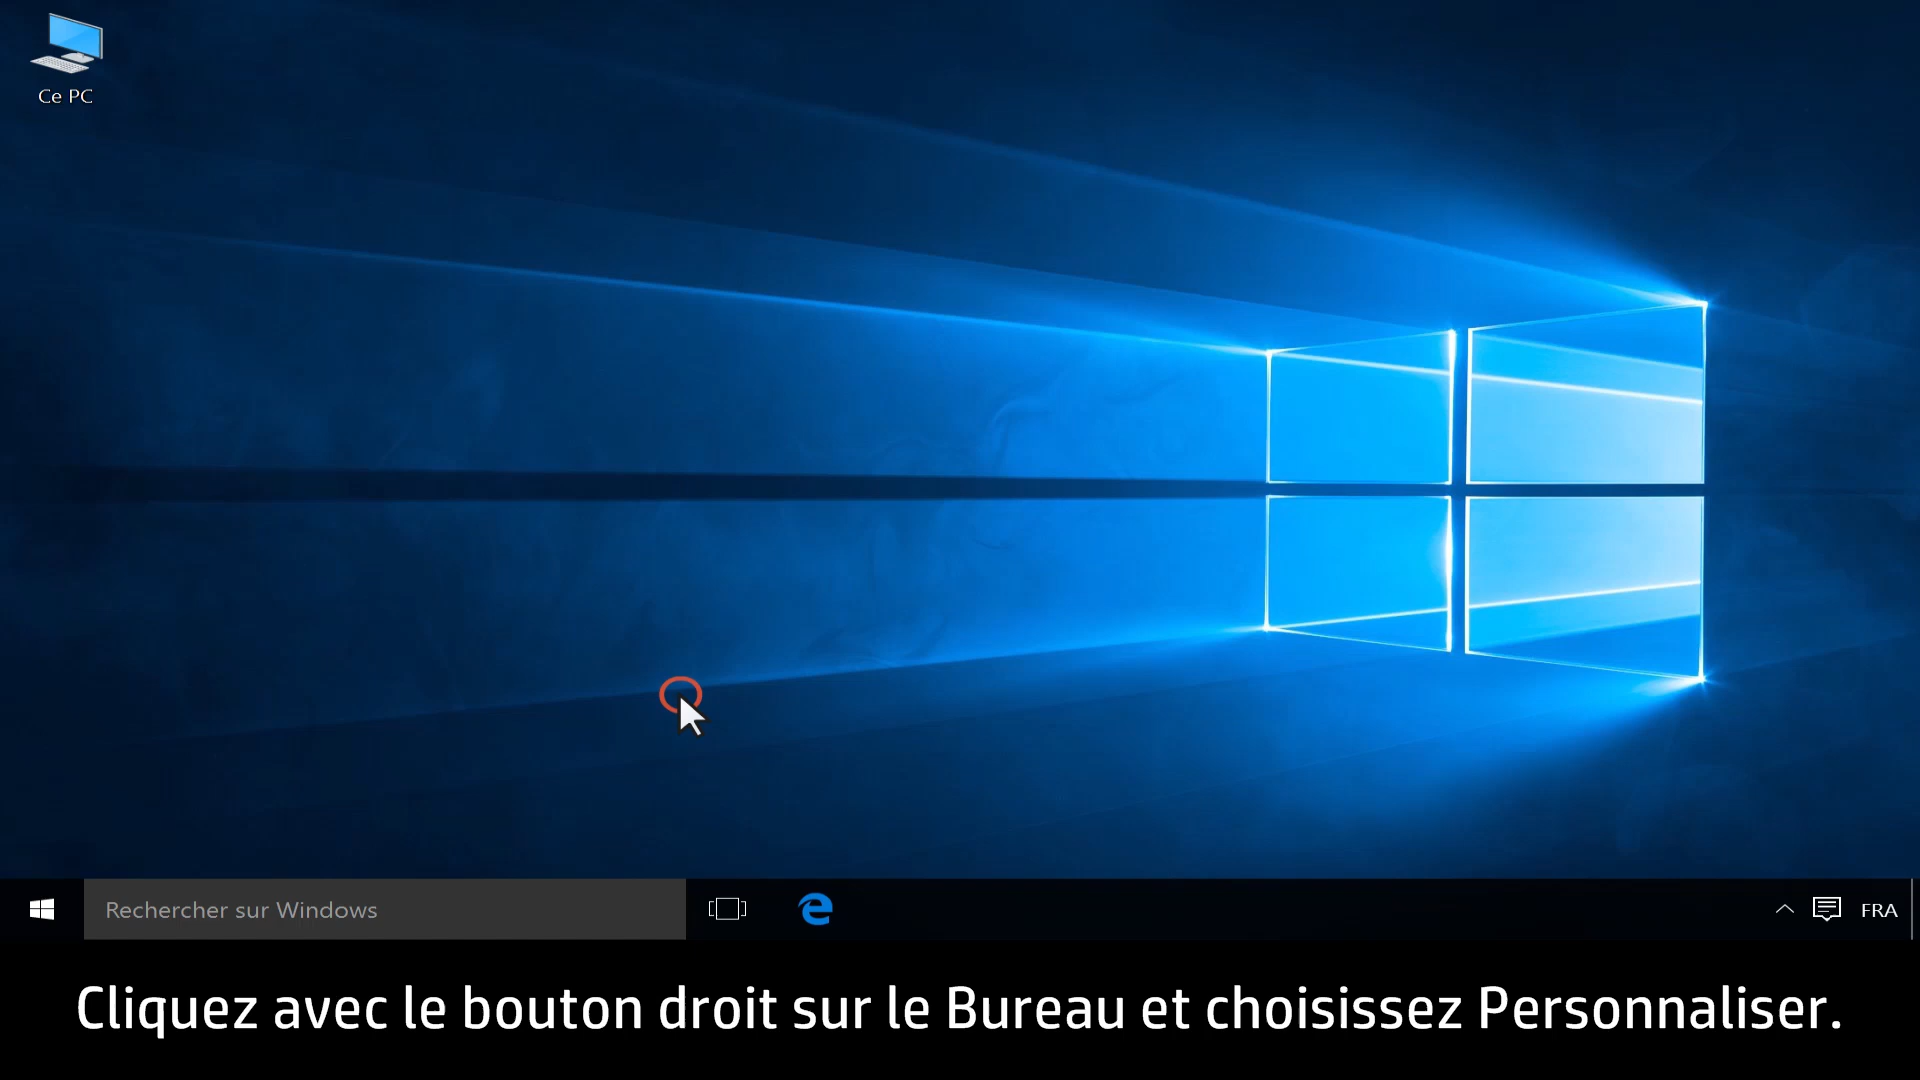 Ce PC
Rechercher sur Windows
FRA
Cliquez avec le bouton droit sur le Bureau et choisissez Personnaliser.